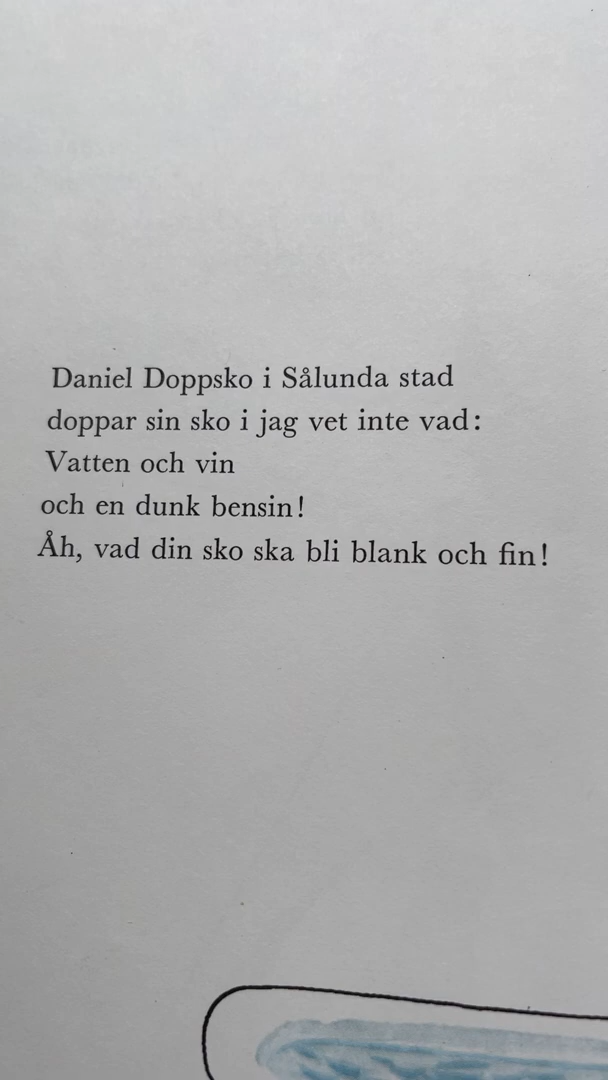 Daniel Doppsko i Sålunda stad
doppar sin sko i jag vet inte vad:
Vatten och vin
och en dunk bensin!
Åh, vad din sko ska bli blank och fin!